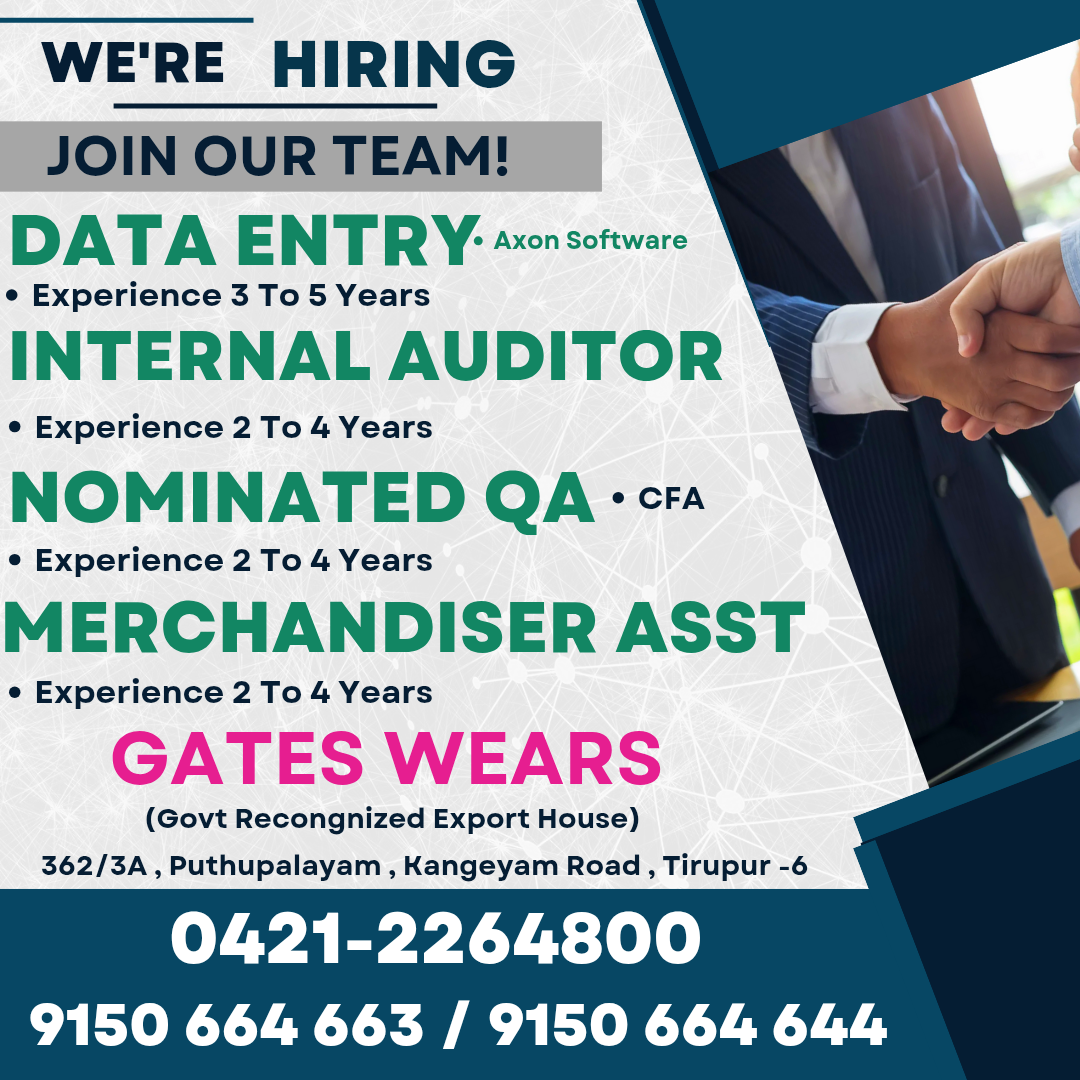 WE'RE HIRING
JOIN OUR TEAM!
DATA ENTRY • Axon Software
• Experience 3 To 5 Years
INTERNAL AUDITOR
• Experience 2 To 4 Years
NOMINATED QA • CFA
• Experience 2 To 4 Years
MERCHANDISER ASST
• Experience 2 To 4 Years
GATES WEARS
(Govt Recongnized Export House)
362/3A , Puthupalayam , Kangeyam Road , Tirupur -6
0421-2264800
9150 664 663 / 9150 664 644